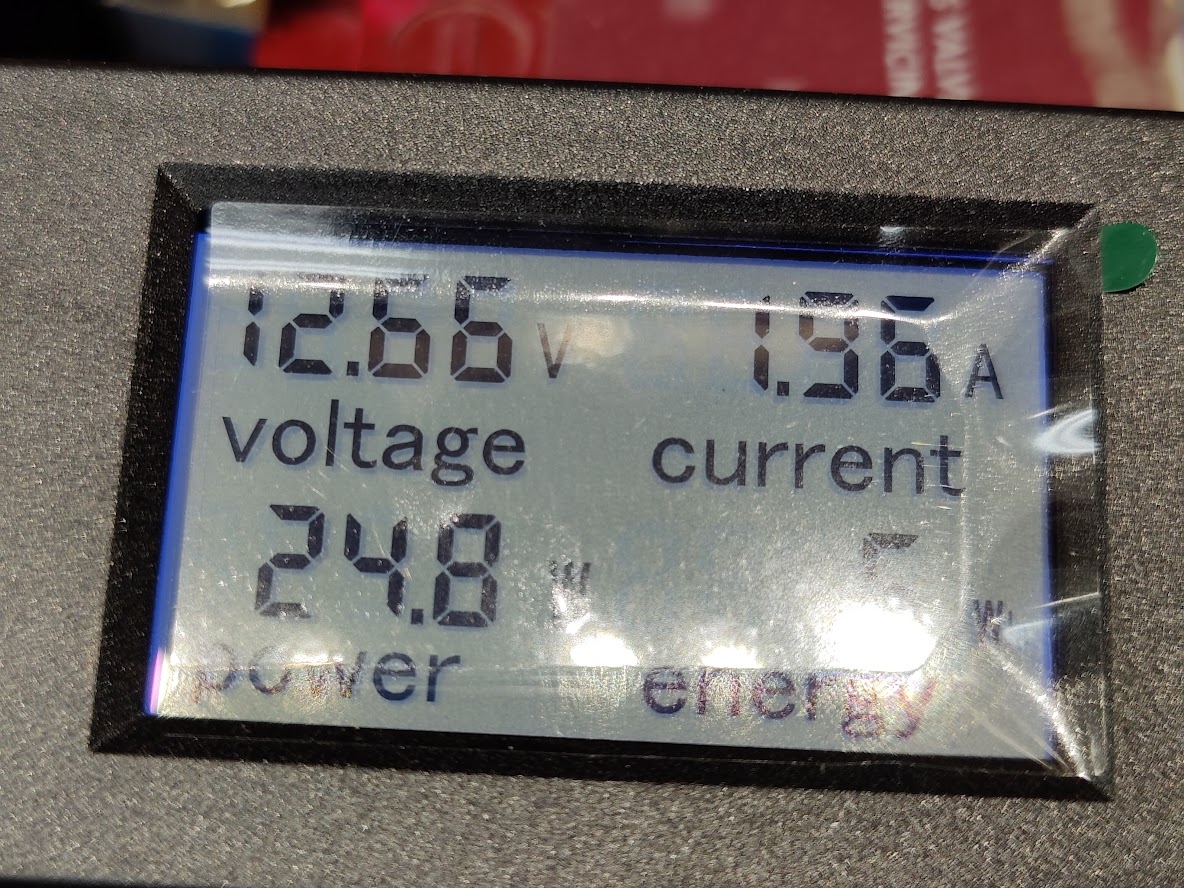 12.66 V 1.96 A
voltage current
24.8 W
power energy